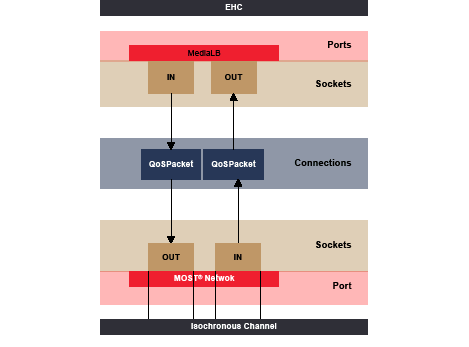 EHC
Ports
MediaLB
IN OUT
Sockets
QoSPacket QoSPacket Connections
Sockets
OUT IN
MOST® Netwok
Port
Isochronous Channel